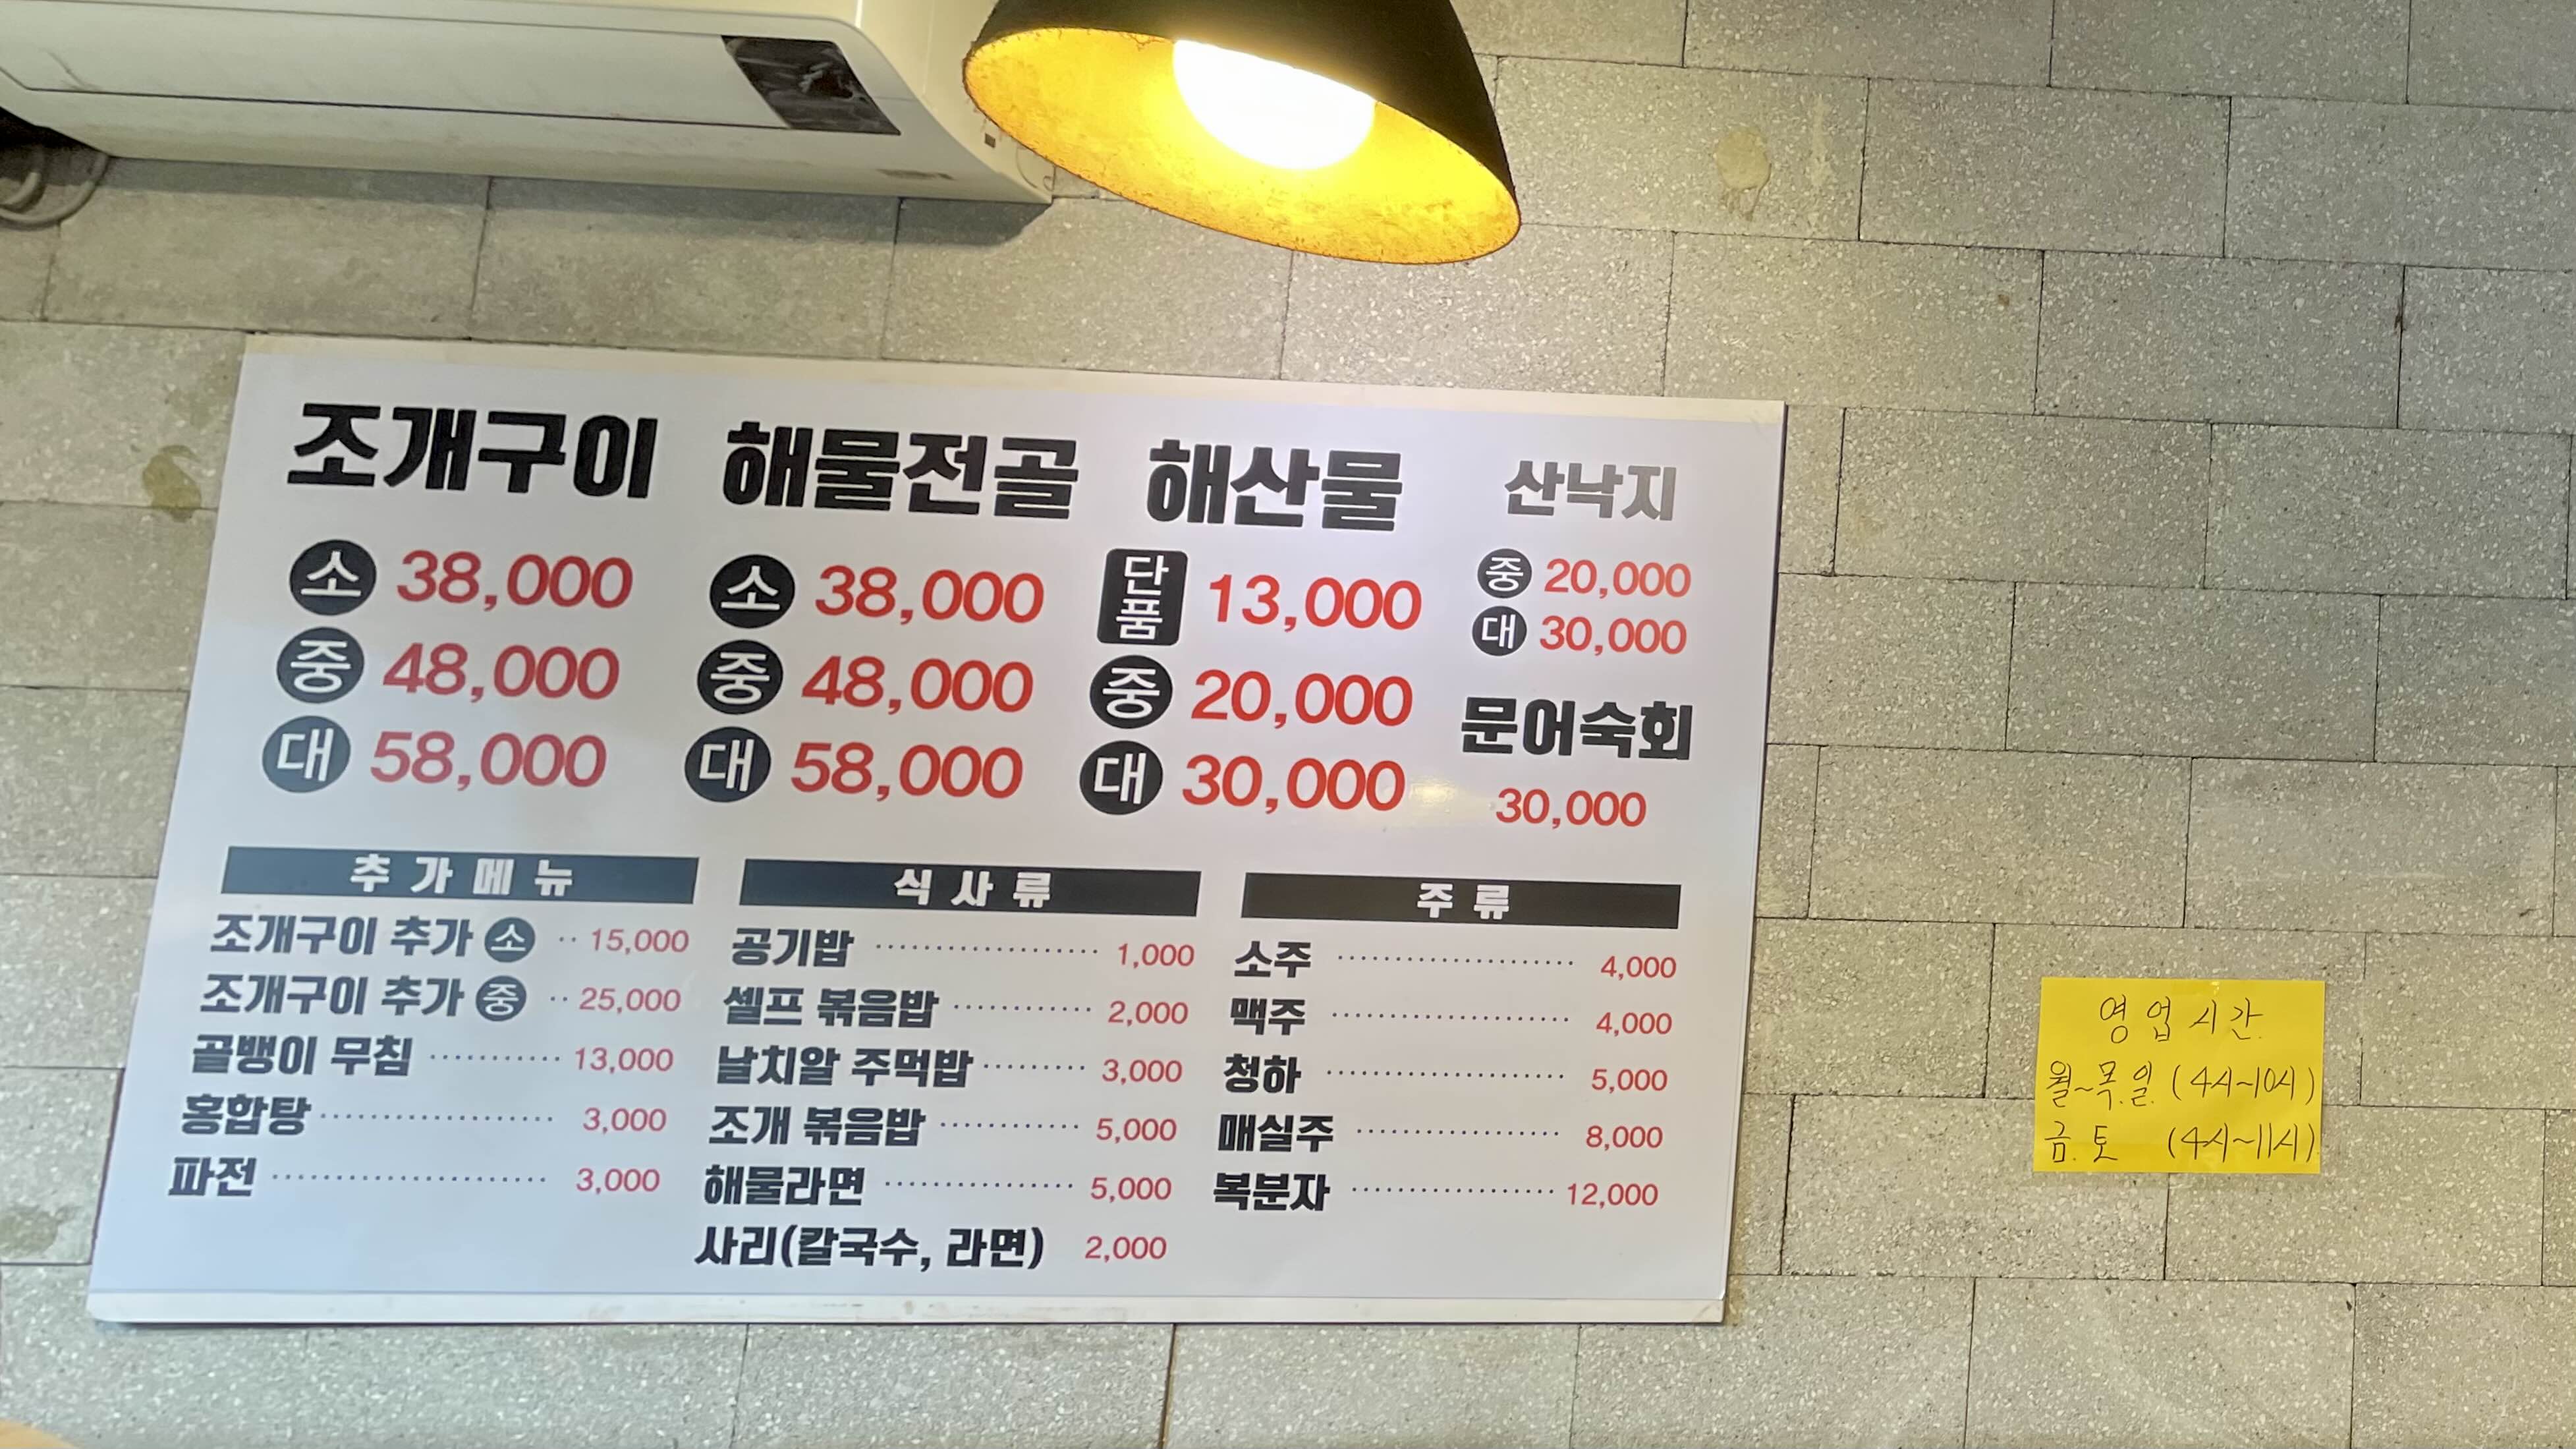 조개구이
소 38,000
중 48,000
대 58,000
해물전골
소 38,000
중 48,000
대 58,000
해산물
단품 13,000
중 20,000
대 30,000
산낙지
중 20,000
대 30,000
문어숙회
30,000
추가메뉴
조개구이 추가 소 ·· 15,000
조개구이 추가 중 ·· 25,000
골뱅이 무침 ············ 13,000
홍합탕 ···················· 3,000
파전 ······················· 3,000
식사류
공기밥 ······················· 1,000
셀프 볶음밥 ············· 2,000
날치알 주먹밥 ·········· 3,000
조개 볶음밥 ············· 5,000
해물라면 ·················· 5,000
사리(칼국수, 라면) 2,000
주류
소주 ························ 4,000
맥주 ························ 4,000
청하 ························ 5,000
매실주 ···················· 8,000
복분자 ···················· 12,000
영업시간
월~목.일 (4시~10시)
금.토 (4시~11시)